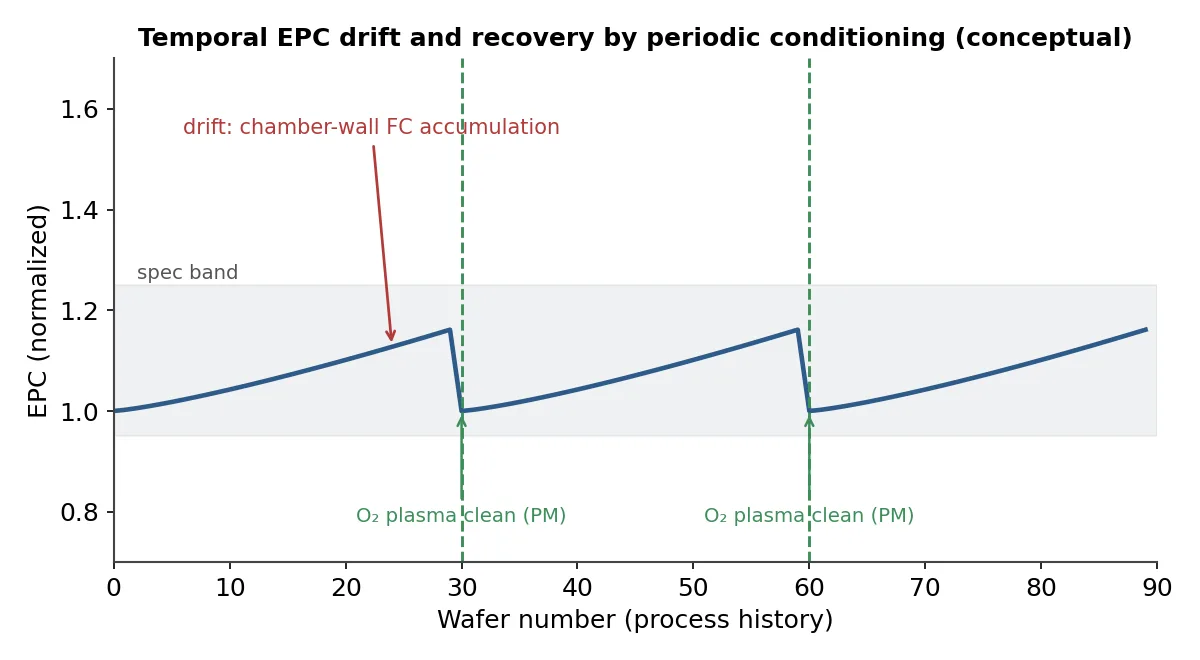 Temporal EPC drift and recovery by periodic conditioning (conceptual)
EPC (normalized)
1.6
1.4
1.2
1.0
0.8
drift: chamber-wall FC accumulation
spec band
O₂ plasma clean (PM)
O₂ plasma clean (PM)
0 10 20 30 40 50 60 70 80 90
Wafer number (process history)